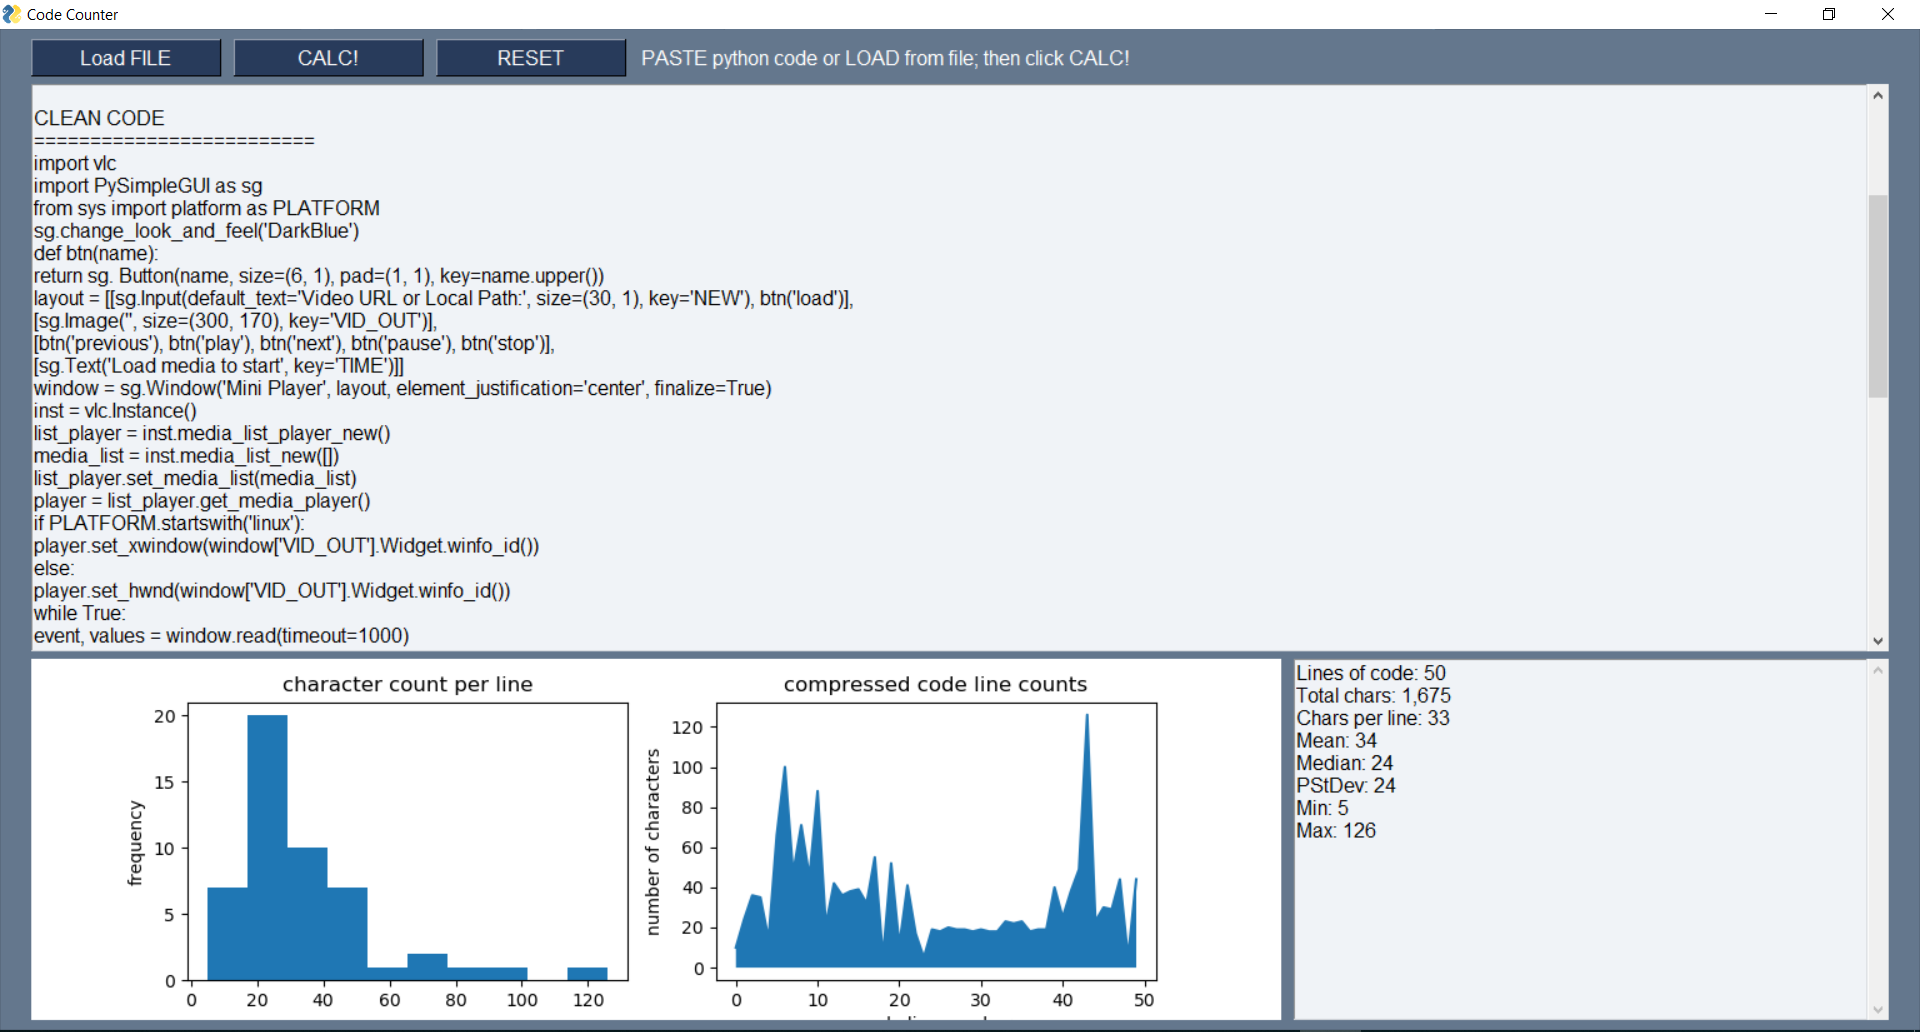 Code Counter
Load FILE CALC! RESET PASTE python code or LOAD from file; then click CALC!
CLEAN CODE
=========================
import vlc
import PySimpleGUI as sg
from sys import platform as PLATFORM
sg.change_look_and_feel('DarkBlue')
def btn(name):
return sg. Button(name, size=(6, 1), pad=(1, 1), key=name.upper())
layout = [[sg.Input(default_text='Video URL or Local Path:', size=(30, 1), key='NEW'), btn('load')],
[sg.Image('', size=(300, 170), key='VID_OUT')],
[btn('previous'), btn('play'), btn('next'), btn('pause'), btn('stop')],
[sg.Text('Load media to start', key='TIME')]]
window = sg.Window('Mini Player', layout, element_justification='center', finalize=True)
inst = vlc.Instance()
list_player = inst.media_list_player_new()
media_list = inst.media_list_new([])
list_player.set_media_list(media_list)
player = list_player.get_media_player()
if PLATFORM.startswith('linux'):
player.set_xwindow(window['VID_OUT'].Widget.winfo_id())
else:
player.set_hwnd(window['VID_OUT'].Widget.winfo_id())
while True:
event, values = window.read(timeout=1000)
character count per line
frequency
20
15
10
5
0
0 20 40 60 80 100 120
compressed code line counts
number of characters
120
100
80
60
40
20
0
0 10 20 30 40 50
Lines of code: 50
Total chars: 1,675
Chars per line: 33
Mean: 34
Median: 24
PStDev: 24
Min: 5
Max: 126